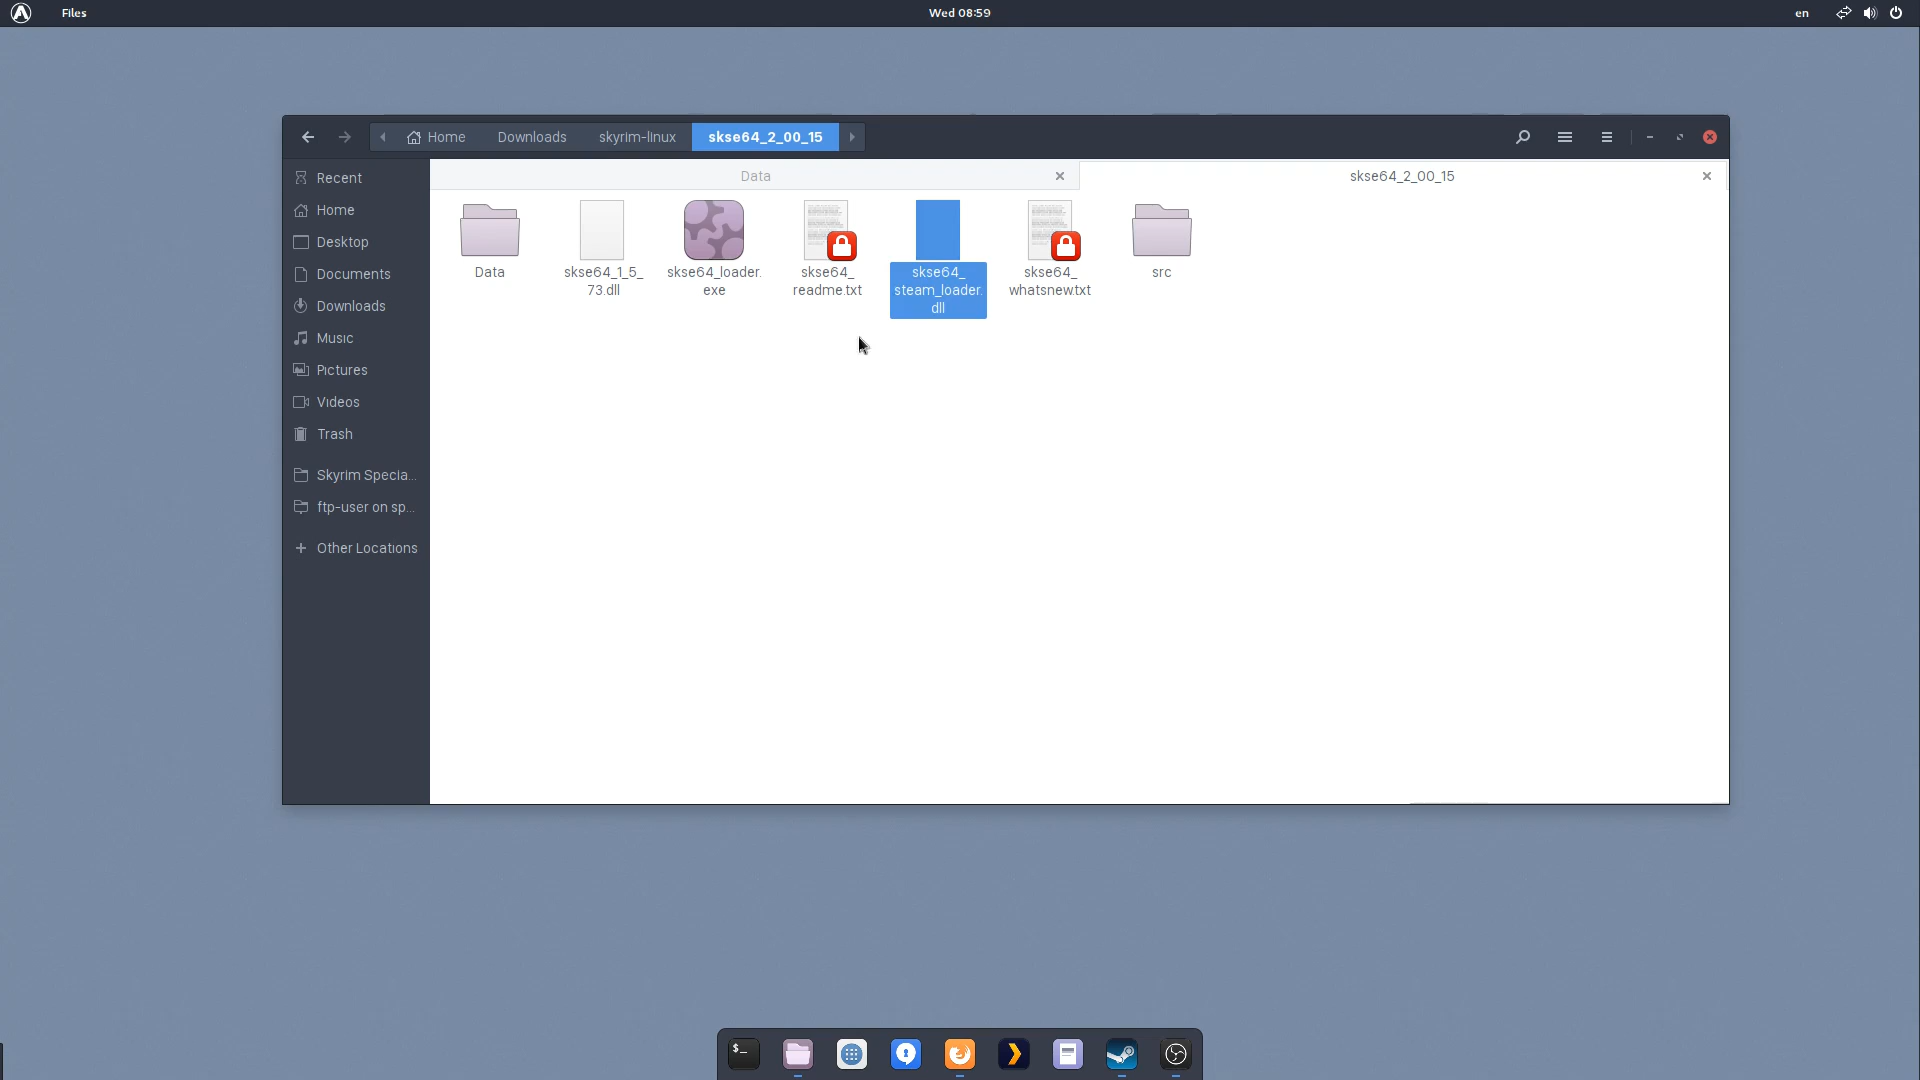 Files
Wed 08:59
en
Home
Downloads
skyrim-linux
skse64_2_00_15
Recent
Home
Desktop
Documents
Downloads
Music
Pictures
Videos
Trash
Skyrim Specia...
ftp-user on sp...
Other Locations
Data
skse64_2_00_15
Data
skse64_1_5_
73.dll
skse64_loader.
exe
skse64_
readme.txt
skse64_
steam_loader.
dll
skse64_
whatsnew.txt
src
$_